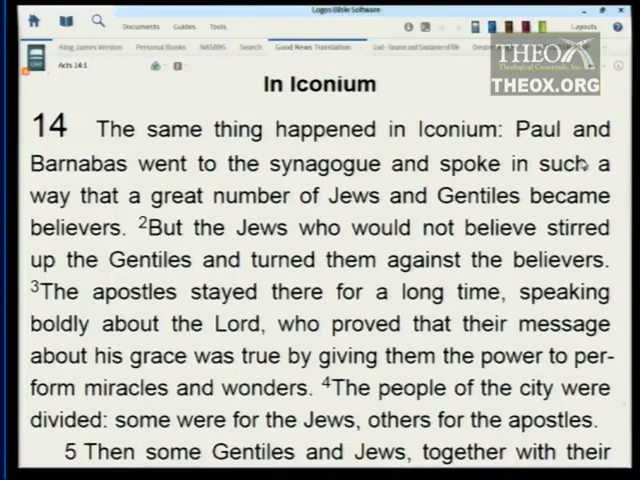 Logos Bible Software
Documents Guides Tools
Layouts
King James Version Personal Books NASB95 Search Good News Translation God - Source and Sustainer of life
Acts 14:1
THEOX
Theological Crossroads, Inc.
THEOX.ORG
In Iconium
14 The same thing happened in Iconium: Paul and
Barnabas went to the synagogue and spoke in such a
way that a great number of Jews and Gentiles became
believers. 2But the Jews who would not believe stirred
up the Gentiles and turned them against the believers.
3The apostles stayed there for a long time, speaking
boldly about the Lord, who proved that their message
about his grace was true by giving them the power to per-
form miracles and wonders. 4The people of the city were
divided: some were for the Jews, others for the apostles.
5 Then some Gentiles and Jews, together with their